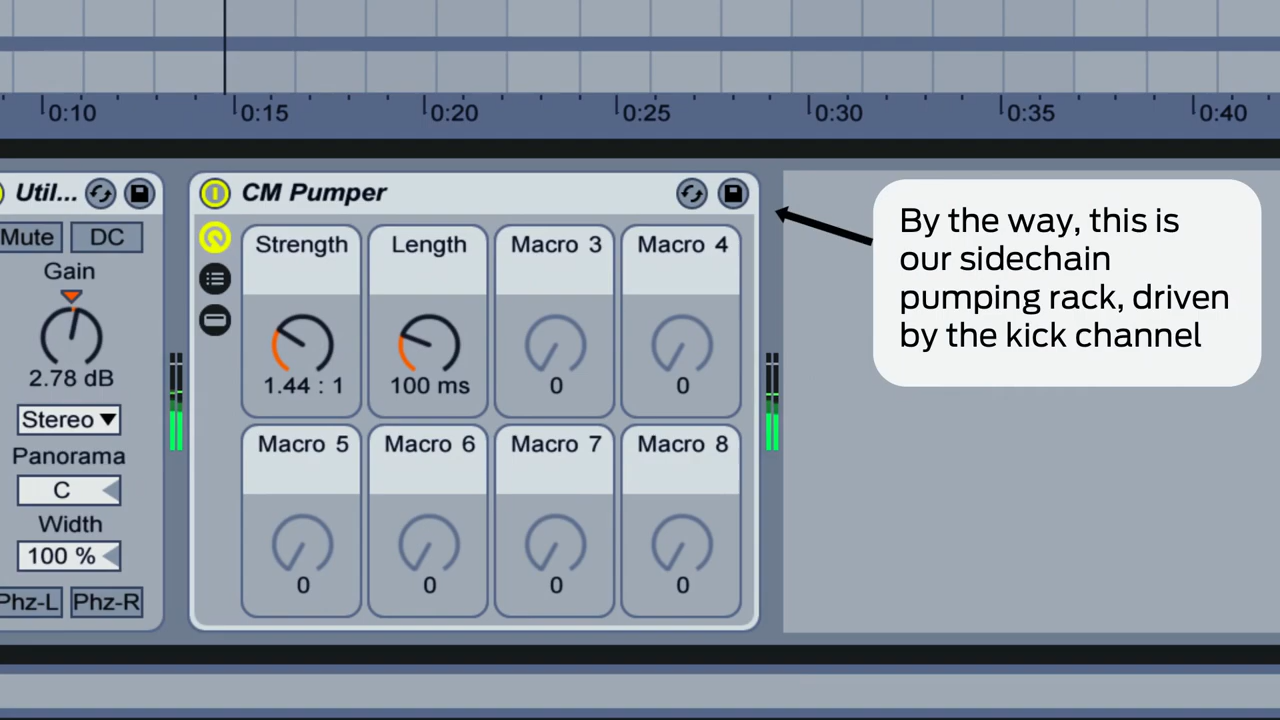 0:10 0:15 0:20 0:25 0:30 0:35 0:40
Util...
CM Pumper
Mute DC
Gain
2.78 dB
Stereo
Panorama
C
Width
100 %
Phz-L Phz-R
Strength Length Macro 3 Macro 4
1.44 : 1 100 ms 0 0
Macro 5 Macro 6 Macro 7 Macro 8
0 0 0 0
By the way, this is
our sidechain
pumping rack, driven
by the kick channel